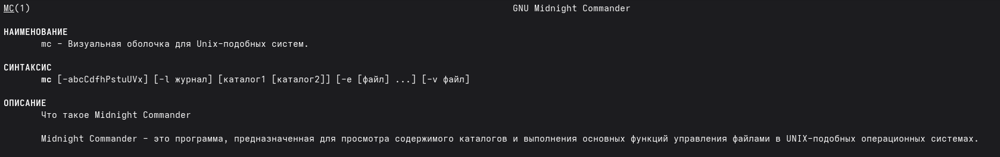 MC(1) GNU Midnight Commander
НАИМЕНОВАНИЕ
mc - Визуальная оболочка для Unix-подобных систем.
СИНТАКСИС
mc [-abcCdfhPstuUVx] [-l журнал] [каталог1 [каталог2]] [-e [файл] ...] [-v файл]
ОПИСАНИЕ
Что такое Midnight Commander
Midnight Commander - это программа, предназначенная для просмотра содержимого каталогов и выполнения основных функций управления файлами в UNIX-подобных операционных системах.